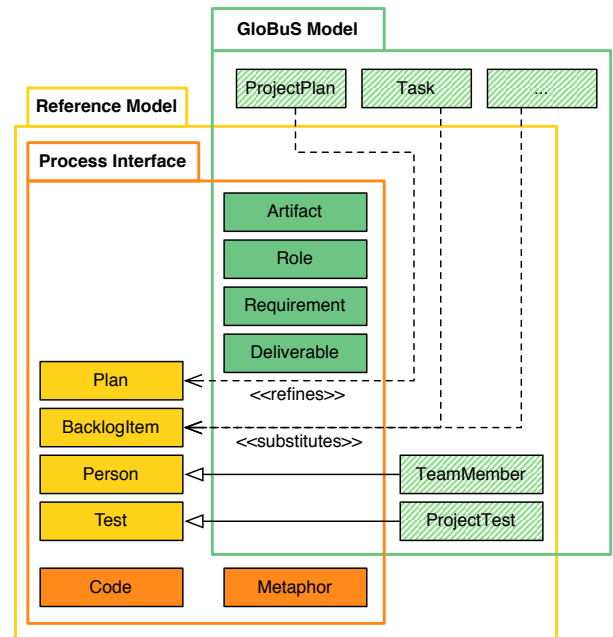 GloBuS Model
ProjectPlan
Task
...
Reference Model
Process Interface
Artifact
Role
Requirement
Deliverable
Plan
<<refines>>
BacklogItem
<<substitutes>>
Person
TeamMember
Test
ProjectTest
Code
Metaphor